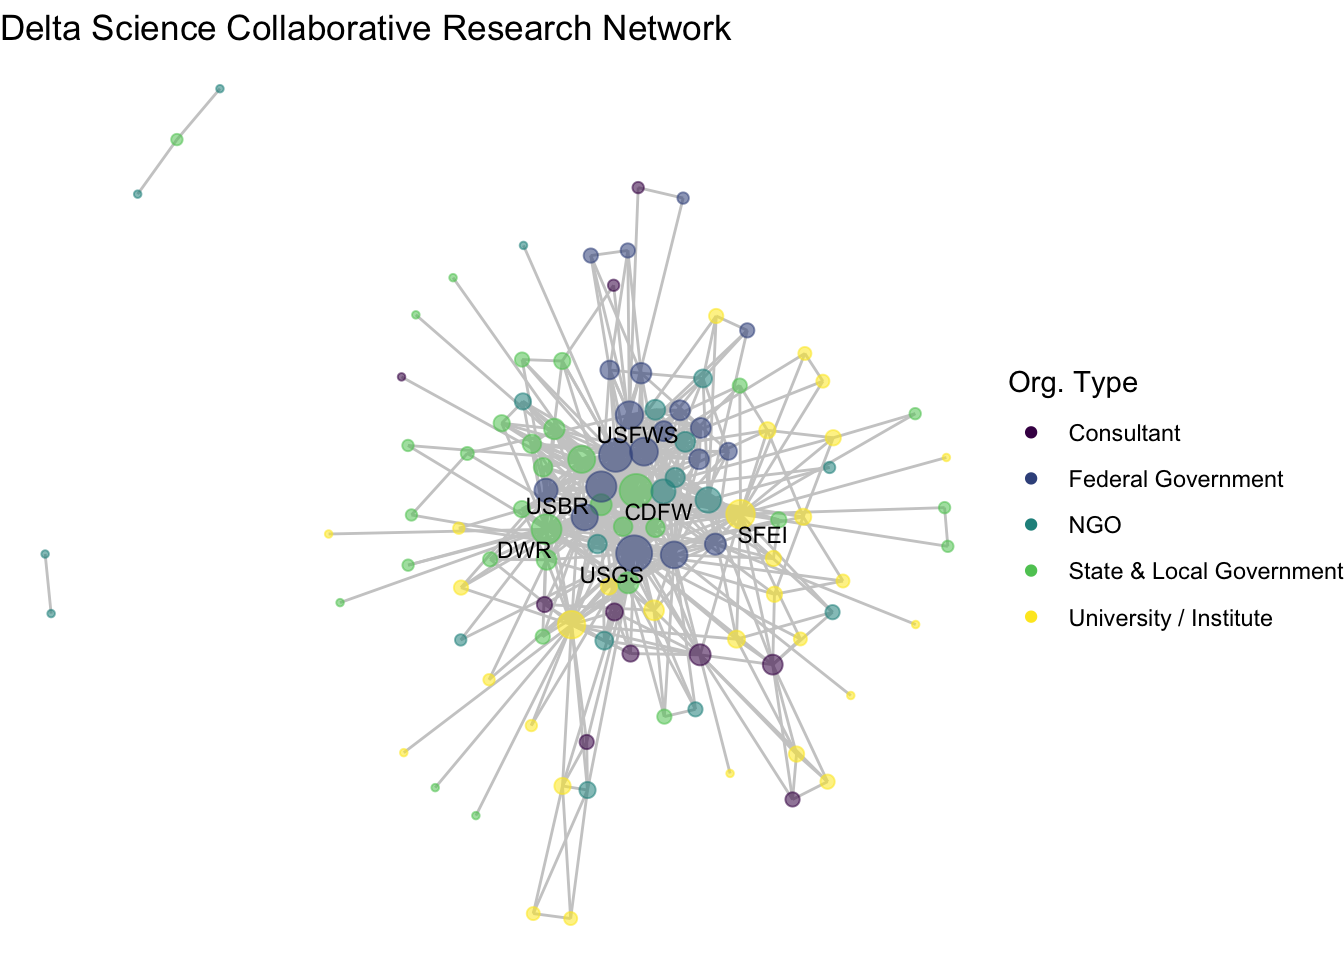 Delta Science Collaborative Research Network
USFWS
USBR
CDFW
SFEI
DWR
USGS
Org. Type
Consultant
Federal Government
NGO
State & Local Government
University / Institute